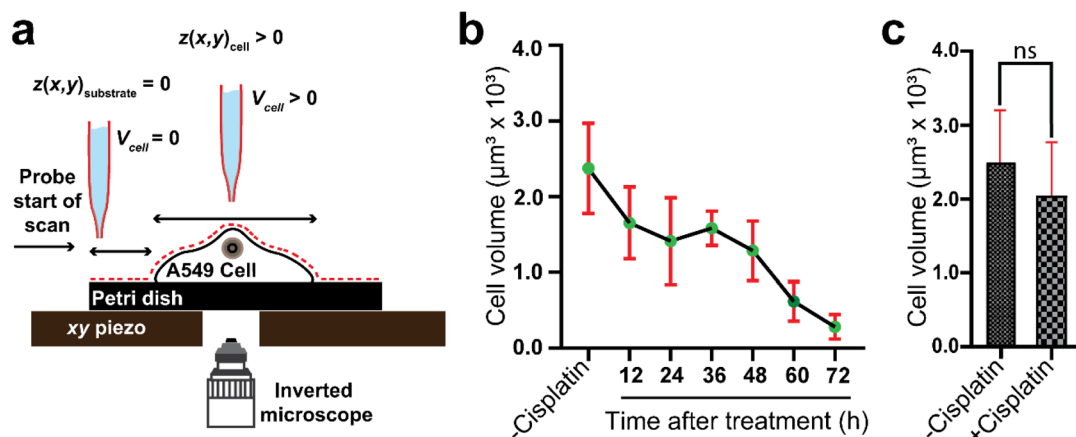 a
z(x,y)cell > 0
z(x,y)substrate = 0
Vcell > 0
Vcell = 0
Probe
start of
scan
A549 Cell
Petri dish
xy piezo
Inverted
microscope
b
Cell volume (μm³ x 10³)
4.0
3.0
2.0
1.0
0.0
-Cisplatin
12
24
36
48
60
72
Time after treatment (h)
c
Cell volume (μm³ x 10³)
4.0
3.0
2.0
1.0
0.0
ns
-Cisplatin
+Cisplatin